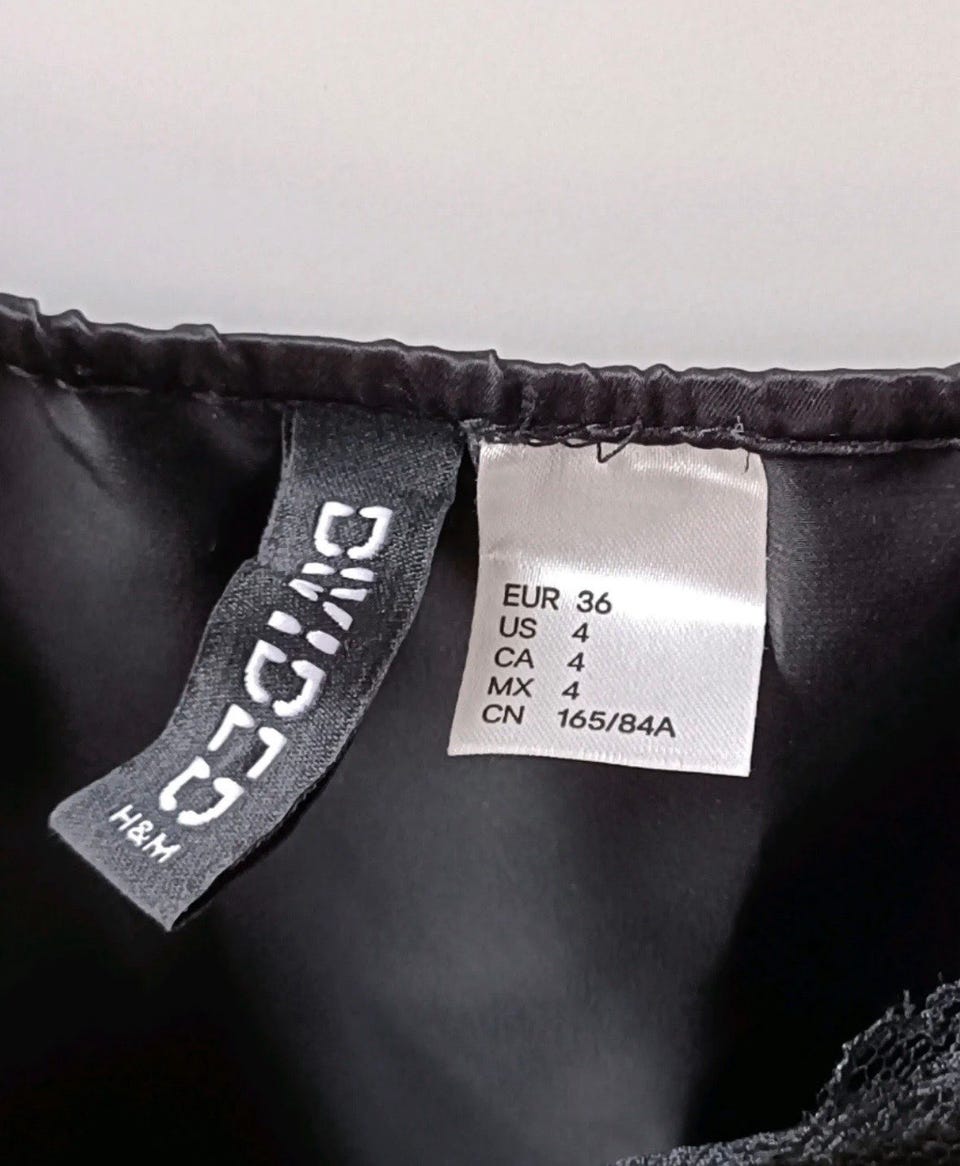 DIVIDED
H&M
EUR 36
US 4
CA 4
MX 4
CN 165/84A